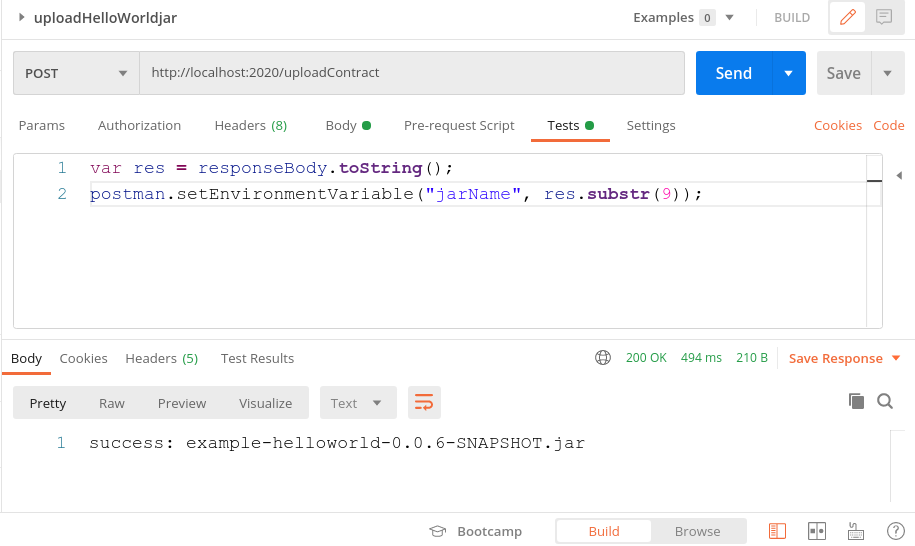 uploadHelloWorldjar Examples 0 BUILD
POST http://localhost:2020/uploadContract Send Save
Params Authorization Headers (8) Body Pre-request Script Tests Settings Cookies Code
1 var res = responseBody.toString();
2 postman.setEnvironmentVariable("jarName", res.substr(9));
Body Cookies Headers (5) Test Results 200 OK 494 ms 210 B Save Response
Pretty Raw Preview Visualize Text
1 success: example-helloworld-0.0.6-SNAPSHOT.jar
Bootcamp Build Browse